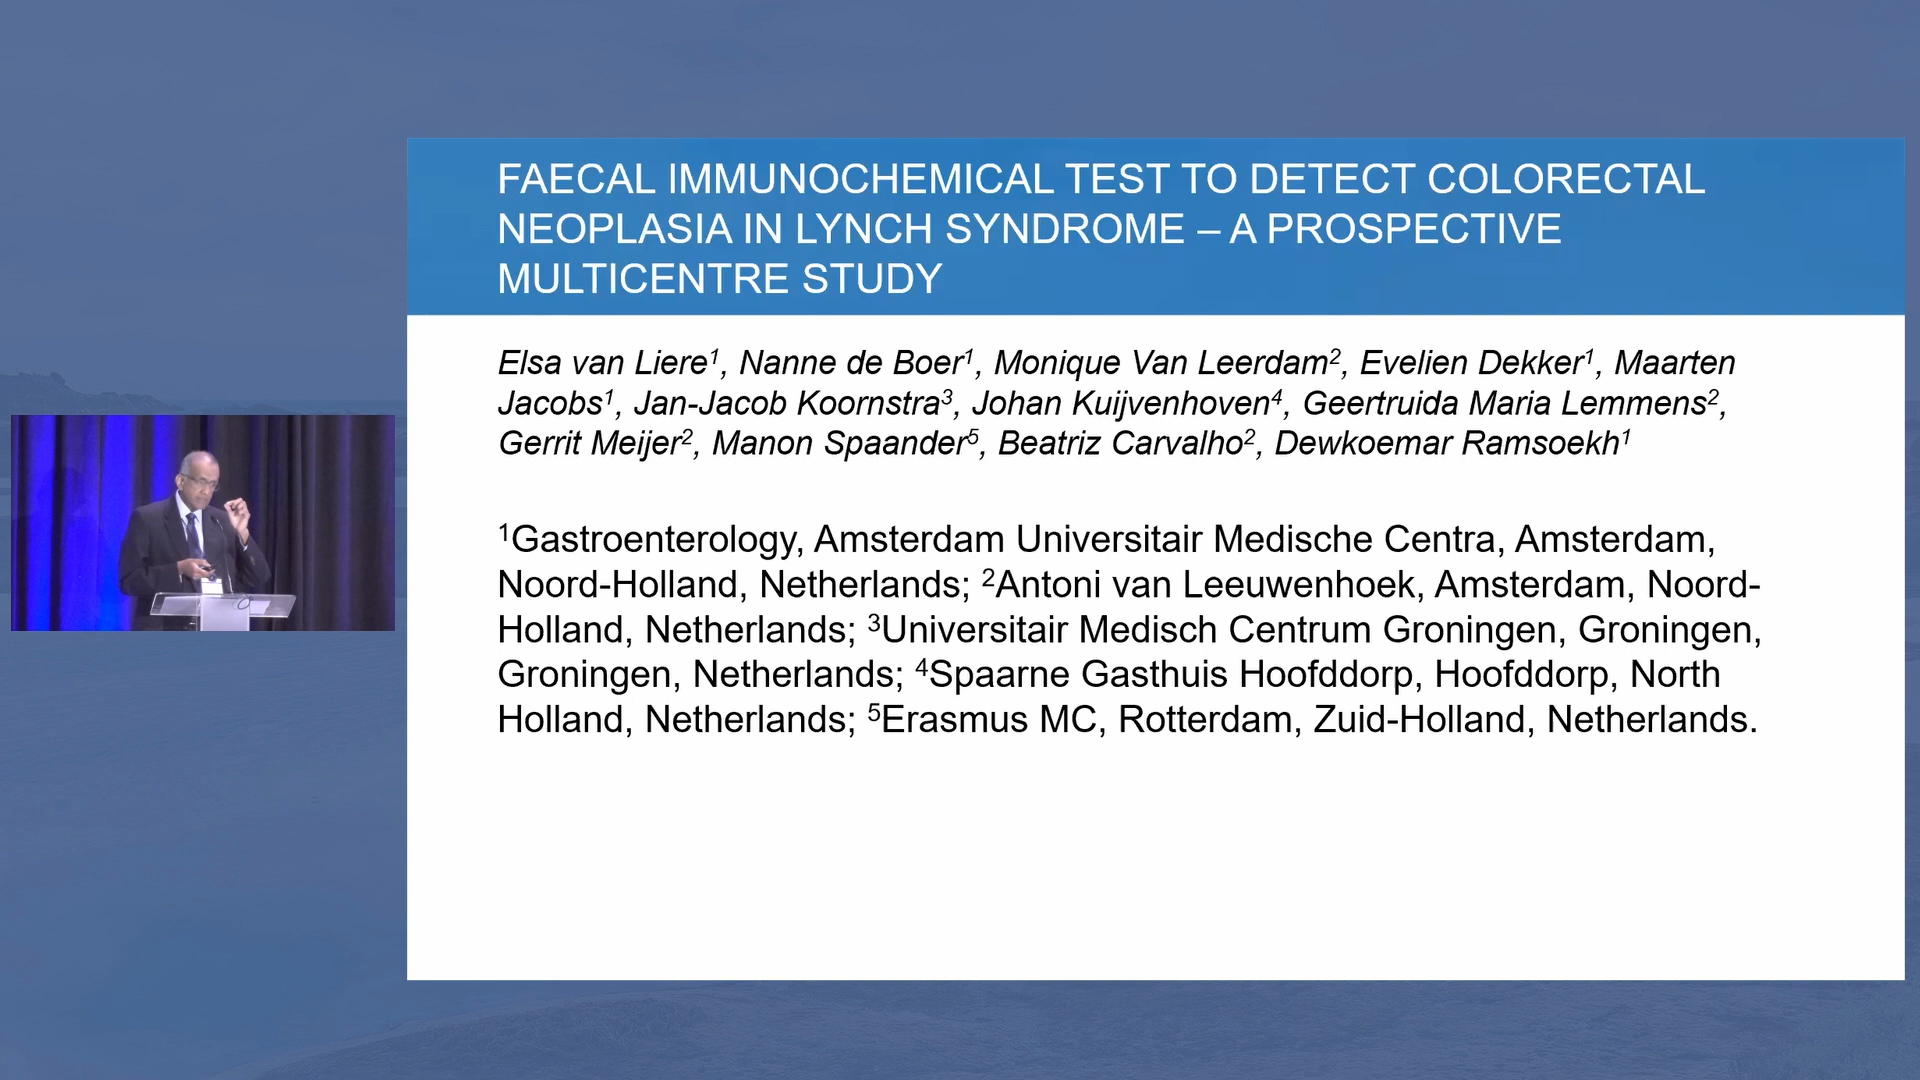 FAECAL IMMUNOCHEMICAL TEST TO DETECT COLORECTAL
NEOPLASIA IN LYNCH SYNDROME – A PROSPECTIVE
MULTICENTRE STUDY
Elsa van Liere¹, Nanne de Boer¹, Monique Van Leerdam², Evelien Dekker¹, Maarten
Jacobs¹, Jan-Jacob Koornstra³, Johan Kuijvenhoven⁴, Geertruida Maria Lemmens²,
Gerrit Meijer², Manon Spaander⁵, Beatriz Carvalho², Dewkoemar Ramsoekh¹
¹Gastroenterology, Amsterdam Universitair Medische Centra, Amsterdam,
Noord-Holland, Netherlands; ²Antoni van Leeuwenhoek, Amsterdam, Noord-
Holland, Netherlands; ³Universitair Medisch Centrum Groningen, Groningen,
Groningen, Netherlands; ⁴Spaarne Gasthuis Hoofddorp, Hoofddorp, North
Holland, Netherlands; ⁵Erasmus MC, Rotterdam, Zuid-Holland, Netherlands.